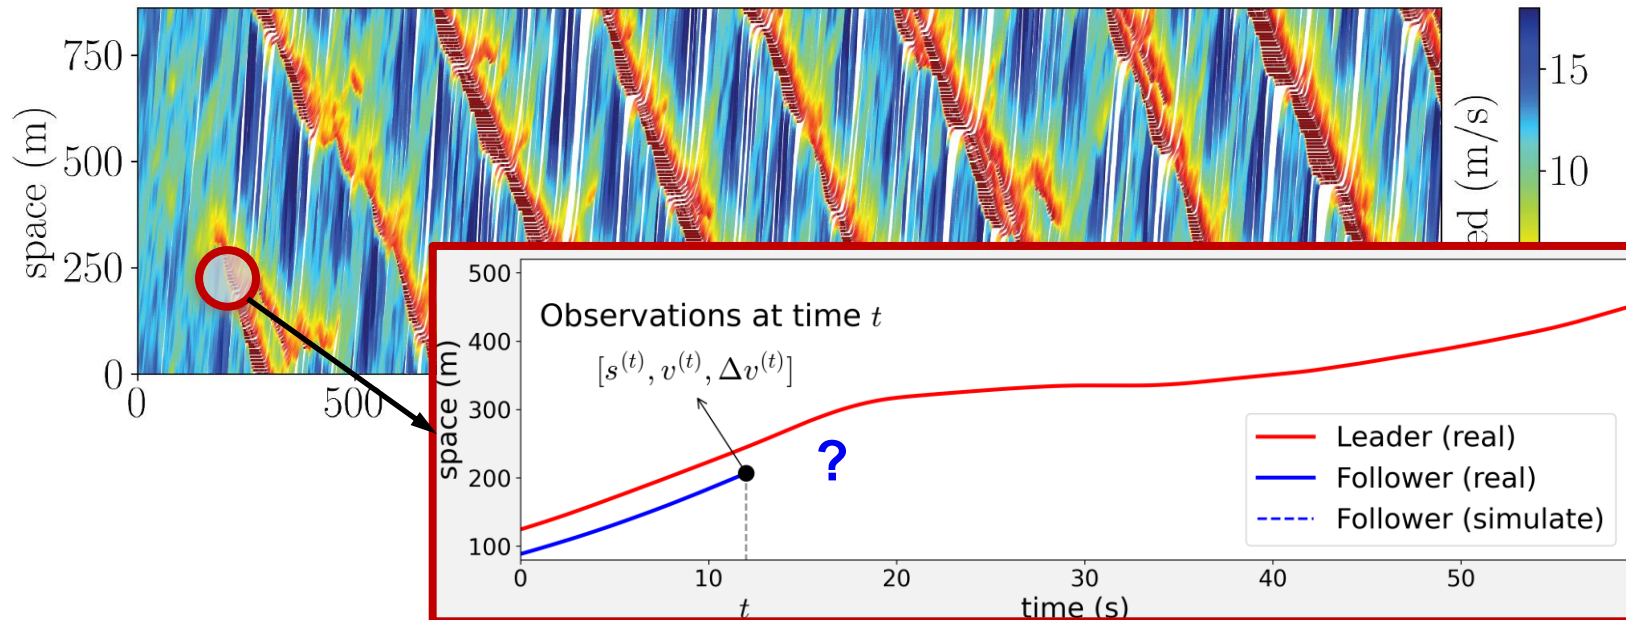 750
500
250
0
space (m)
0
500
15
10
ed (m/s)
500
400
300
200
100
space (m)
Observations at time t
[s^{(t)}, v^{(t)}, Δv^{(t)}]
?
Leader (real)
Follower (real)
Follower (simulate)
0 10 20 30 40 50
t
time (s)